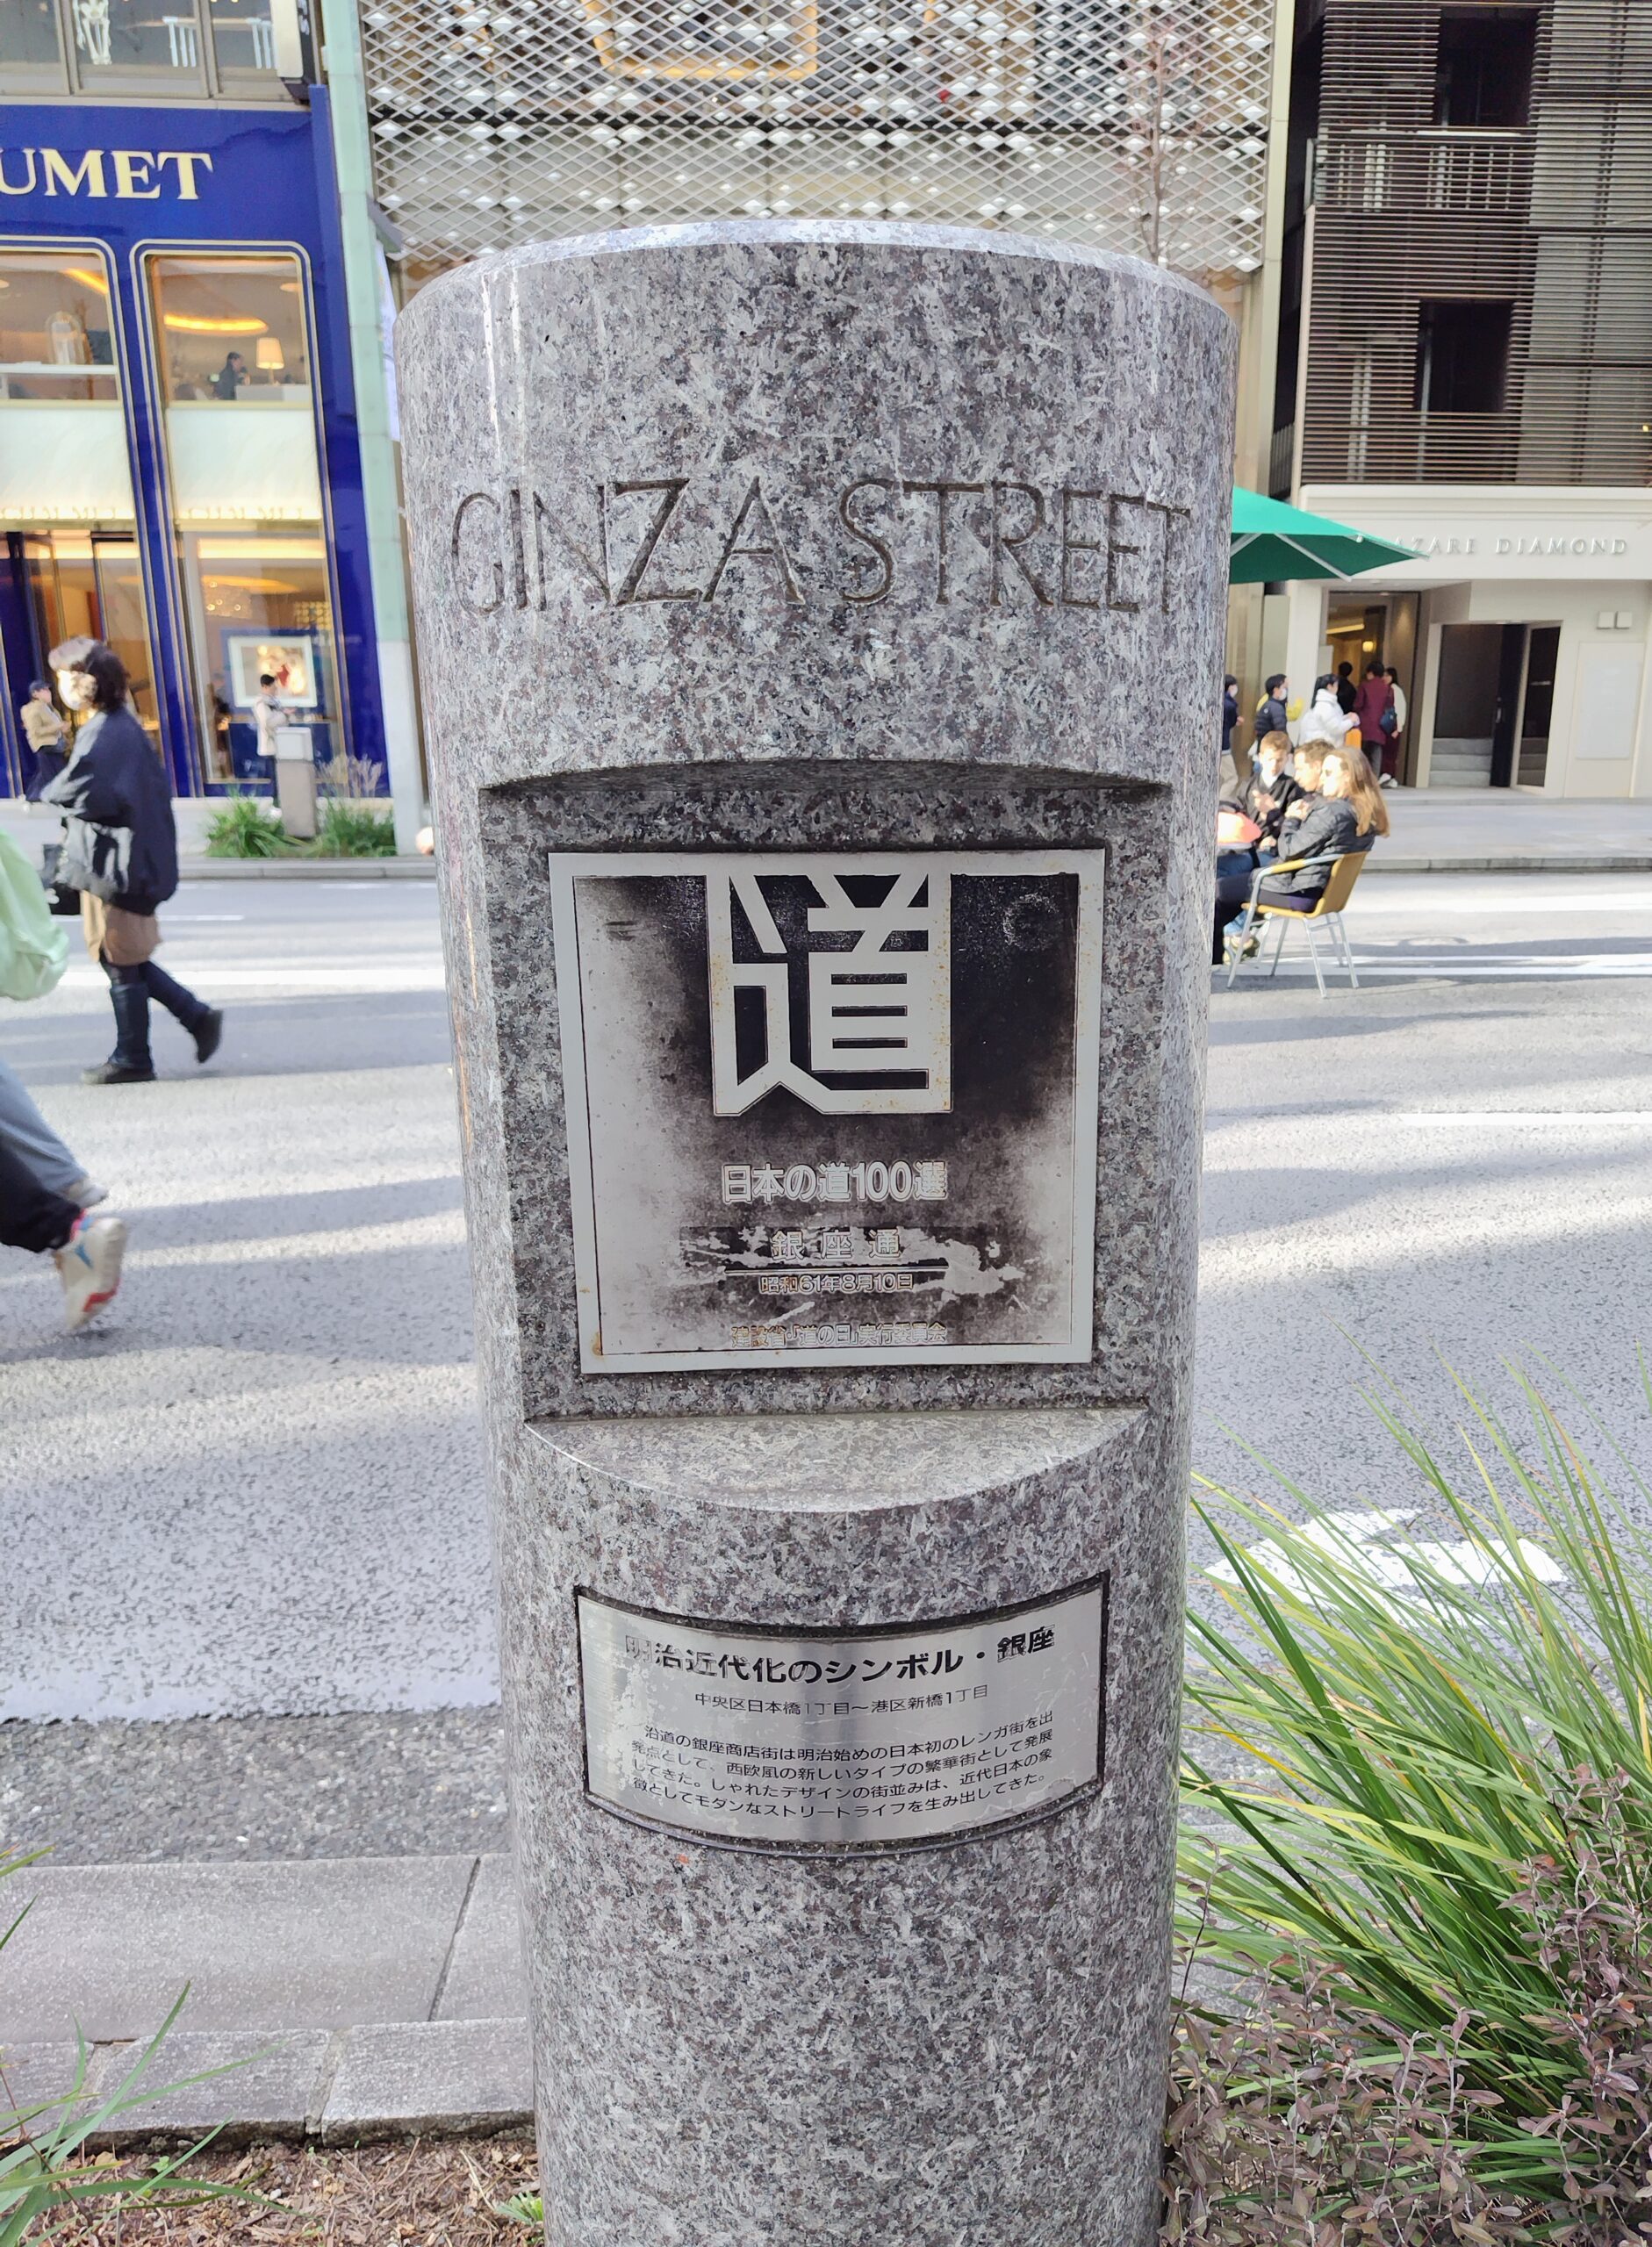 UMET
AZARE DIAMOND
GINZA STREET
道
日本の道100選
銀座通
昭和61年8月10日
建設省・「道の日」実行委員会
明治近代化のシンボル・銀座
中央区日本橋1丁目〜港区新橋1丁目
沿道の銀座商店街は明治始めの日本初のレンガ街を出
発点として、西欧風の新しいタイプの繁華街として発展
してきた。しゃれたデザインの街並みは、近代日本の象
徴としてモダンなストリートライフを生み出してきた。